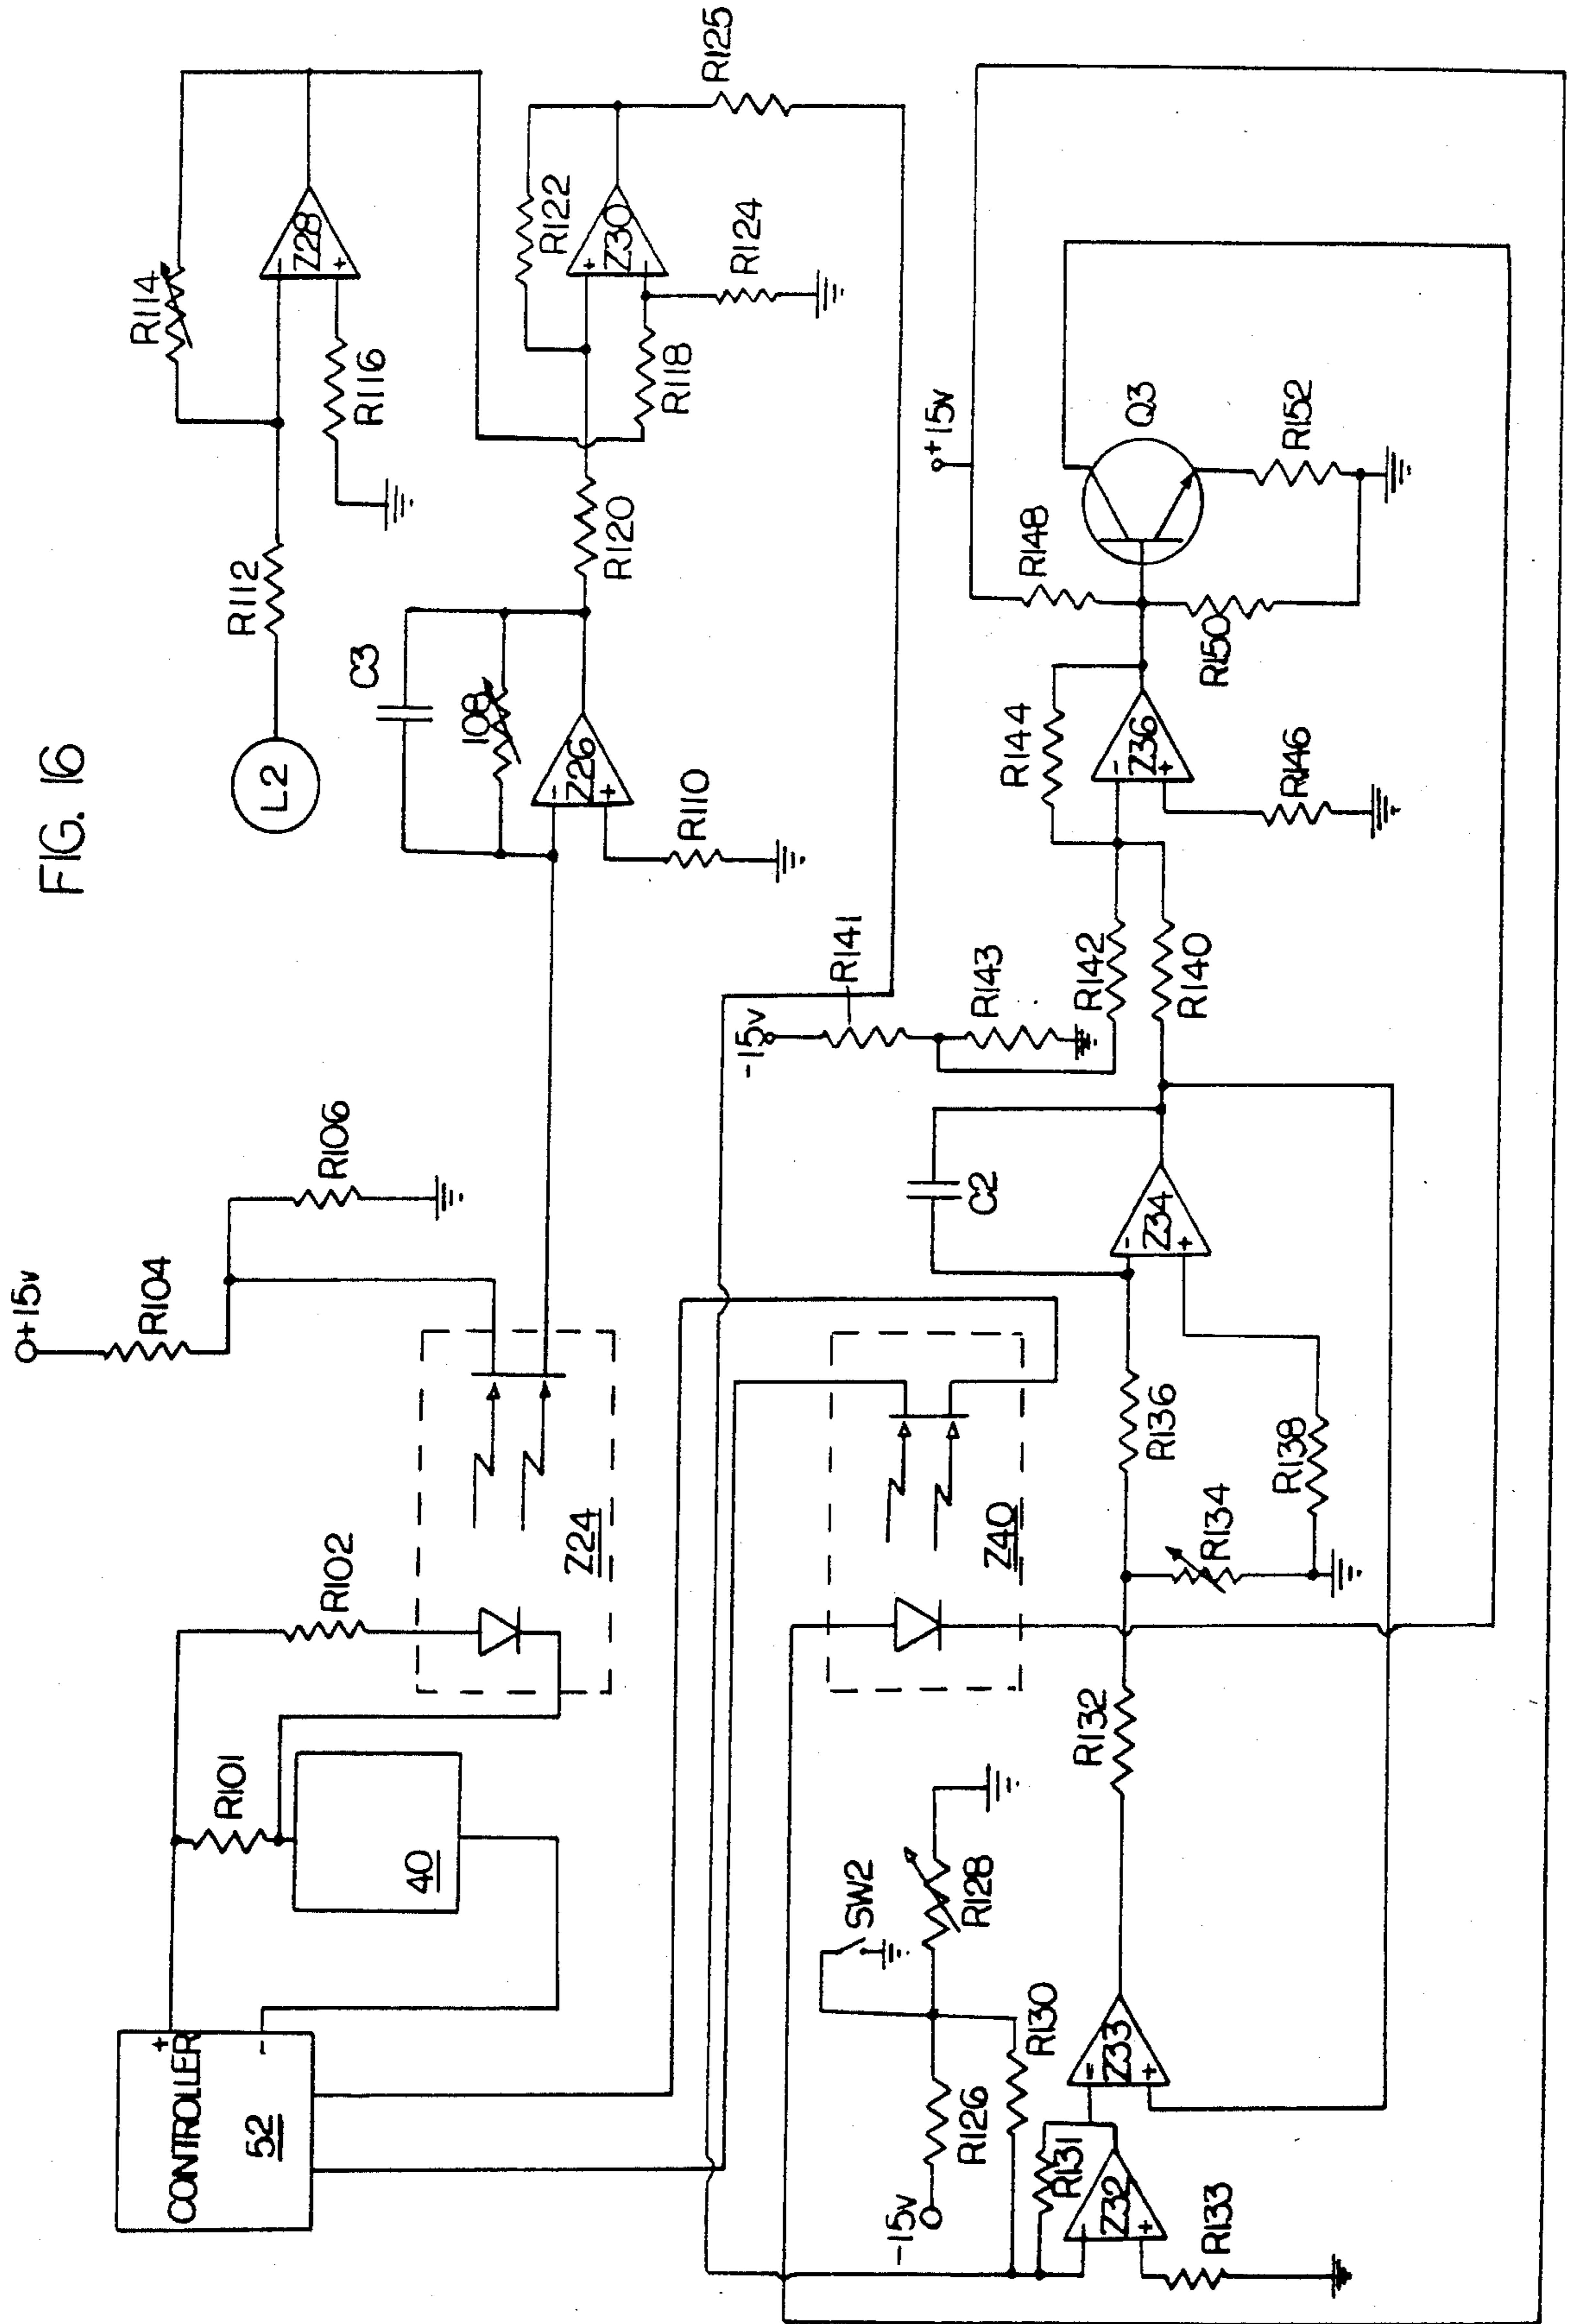 FIG. 16
CONTROLLER
52
+
-
R101
40
R102
Z24
+15v
R104
R106
L2
R112
R114
Z28
-
+
R116
C3
108
Z26
-
+
R110
R120
R122
Z30
+
-
R118
R124
R125
-15v
R126
SW2
R128
R130
R131
Z32
-
+
R133
Z33
-
+
R132
R134
R136
R138
Z40
C2
Z34
-
+
-15v
R141
R143
R142
R140
R144
Z36
-
+
R146
+15v
R148
R150
Q3
R152